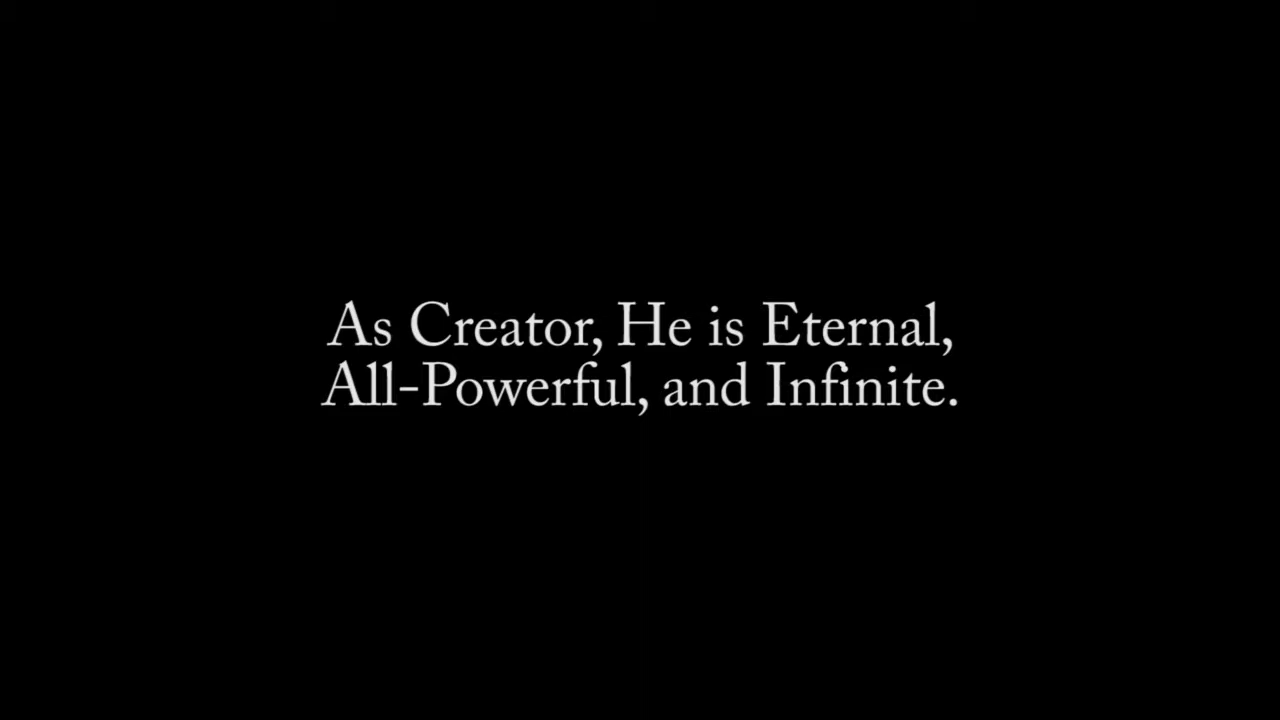 As Creator, He is Eternal,
All-Powerful, and Infinite.